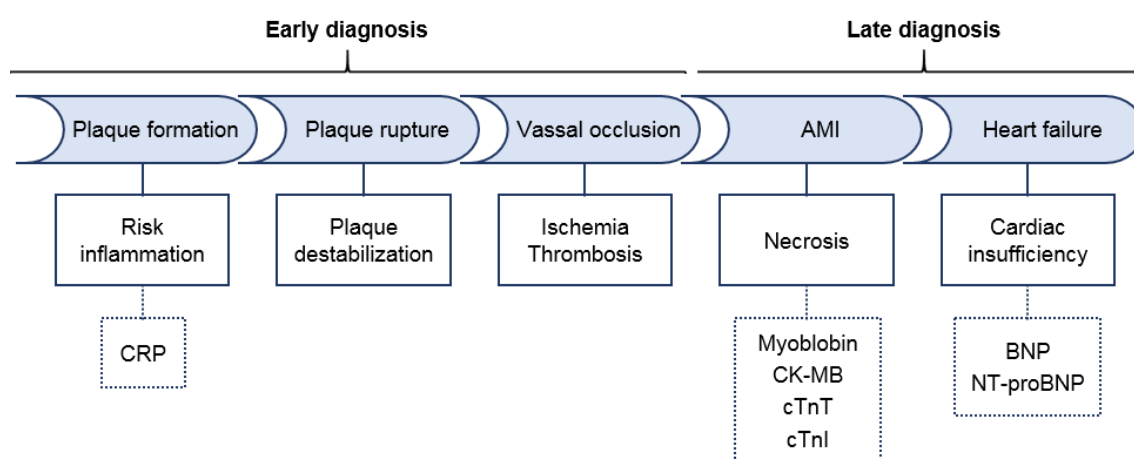 Early diagnosis
Late diagnosis
Plaque formation
Plaque rupture
Vassal occlusion
AMI
Heart failure
Risk
inflammation
Plaque
destabilization
Ischemia
Thrombosis
Necrosis
Cardiac
insufficiency
CRP
Myoblobin
CK-MB
cTnT
cTnI
BNP
NT-proBNP